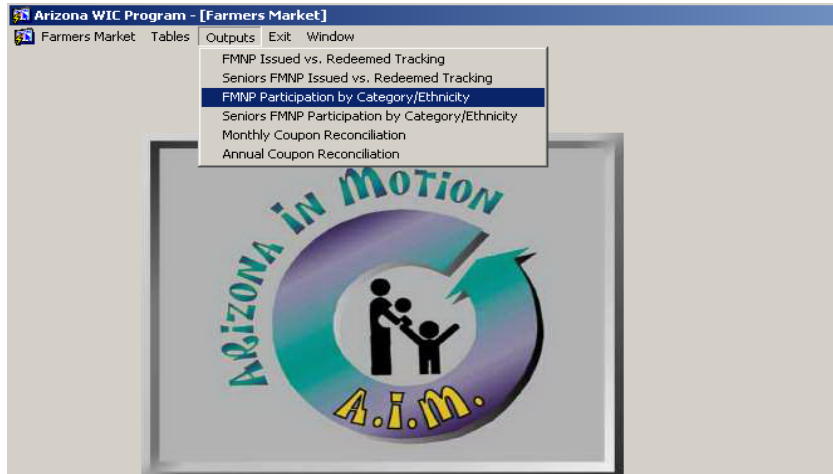 Arizona WIC Program - [Farmers Market]
Farmers Market Tables Outputs Exit Window
FMNP Issued vs. Redeemed Tracking
Seniors FMNP Issued vs. Redeemed Tracking
FMNP Participation by Category/Ethnicity
Seniors FMNP Participation by Category/Ethnicity
Monthly Coupon Reconciliation
Annual Coupon Reconciliation
ARiZONA iN MOTiON
A.i.m.